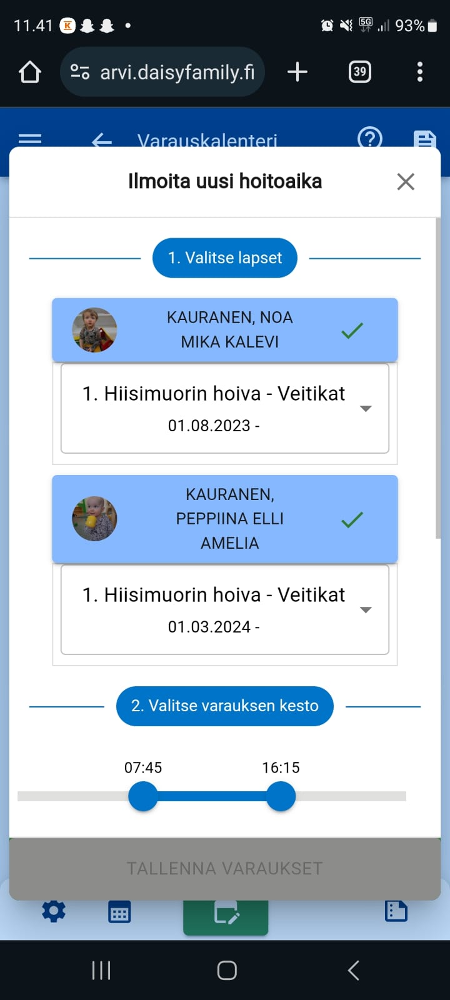 11.41
5G
93%
arvi.daisyfamily.fi
39
Varauskalenteri
Ilmoita uusi hoitoaika
1. Valitse lapset
KAURANEN, NOA
MIKA KALEVI
1. Hiisimuorin hoiva - Veitikat
01.08.2023 -
KAURANEN,
PEPPIINA ELLI
AMELIA
1. Hiisimuorin hoiva - Veitikat
01.03.2024 -
2. Valitse varauksen kesto
07:45 16:15
TALLENNA VARAUKSET